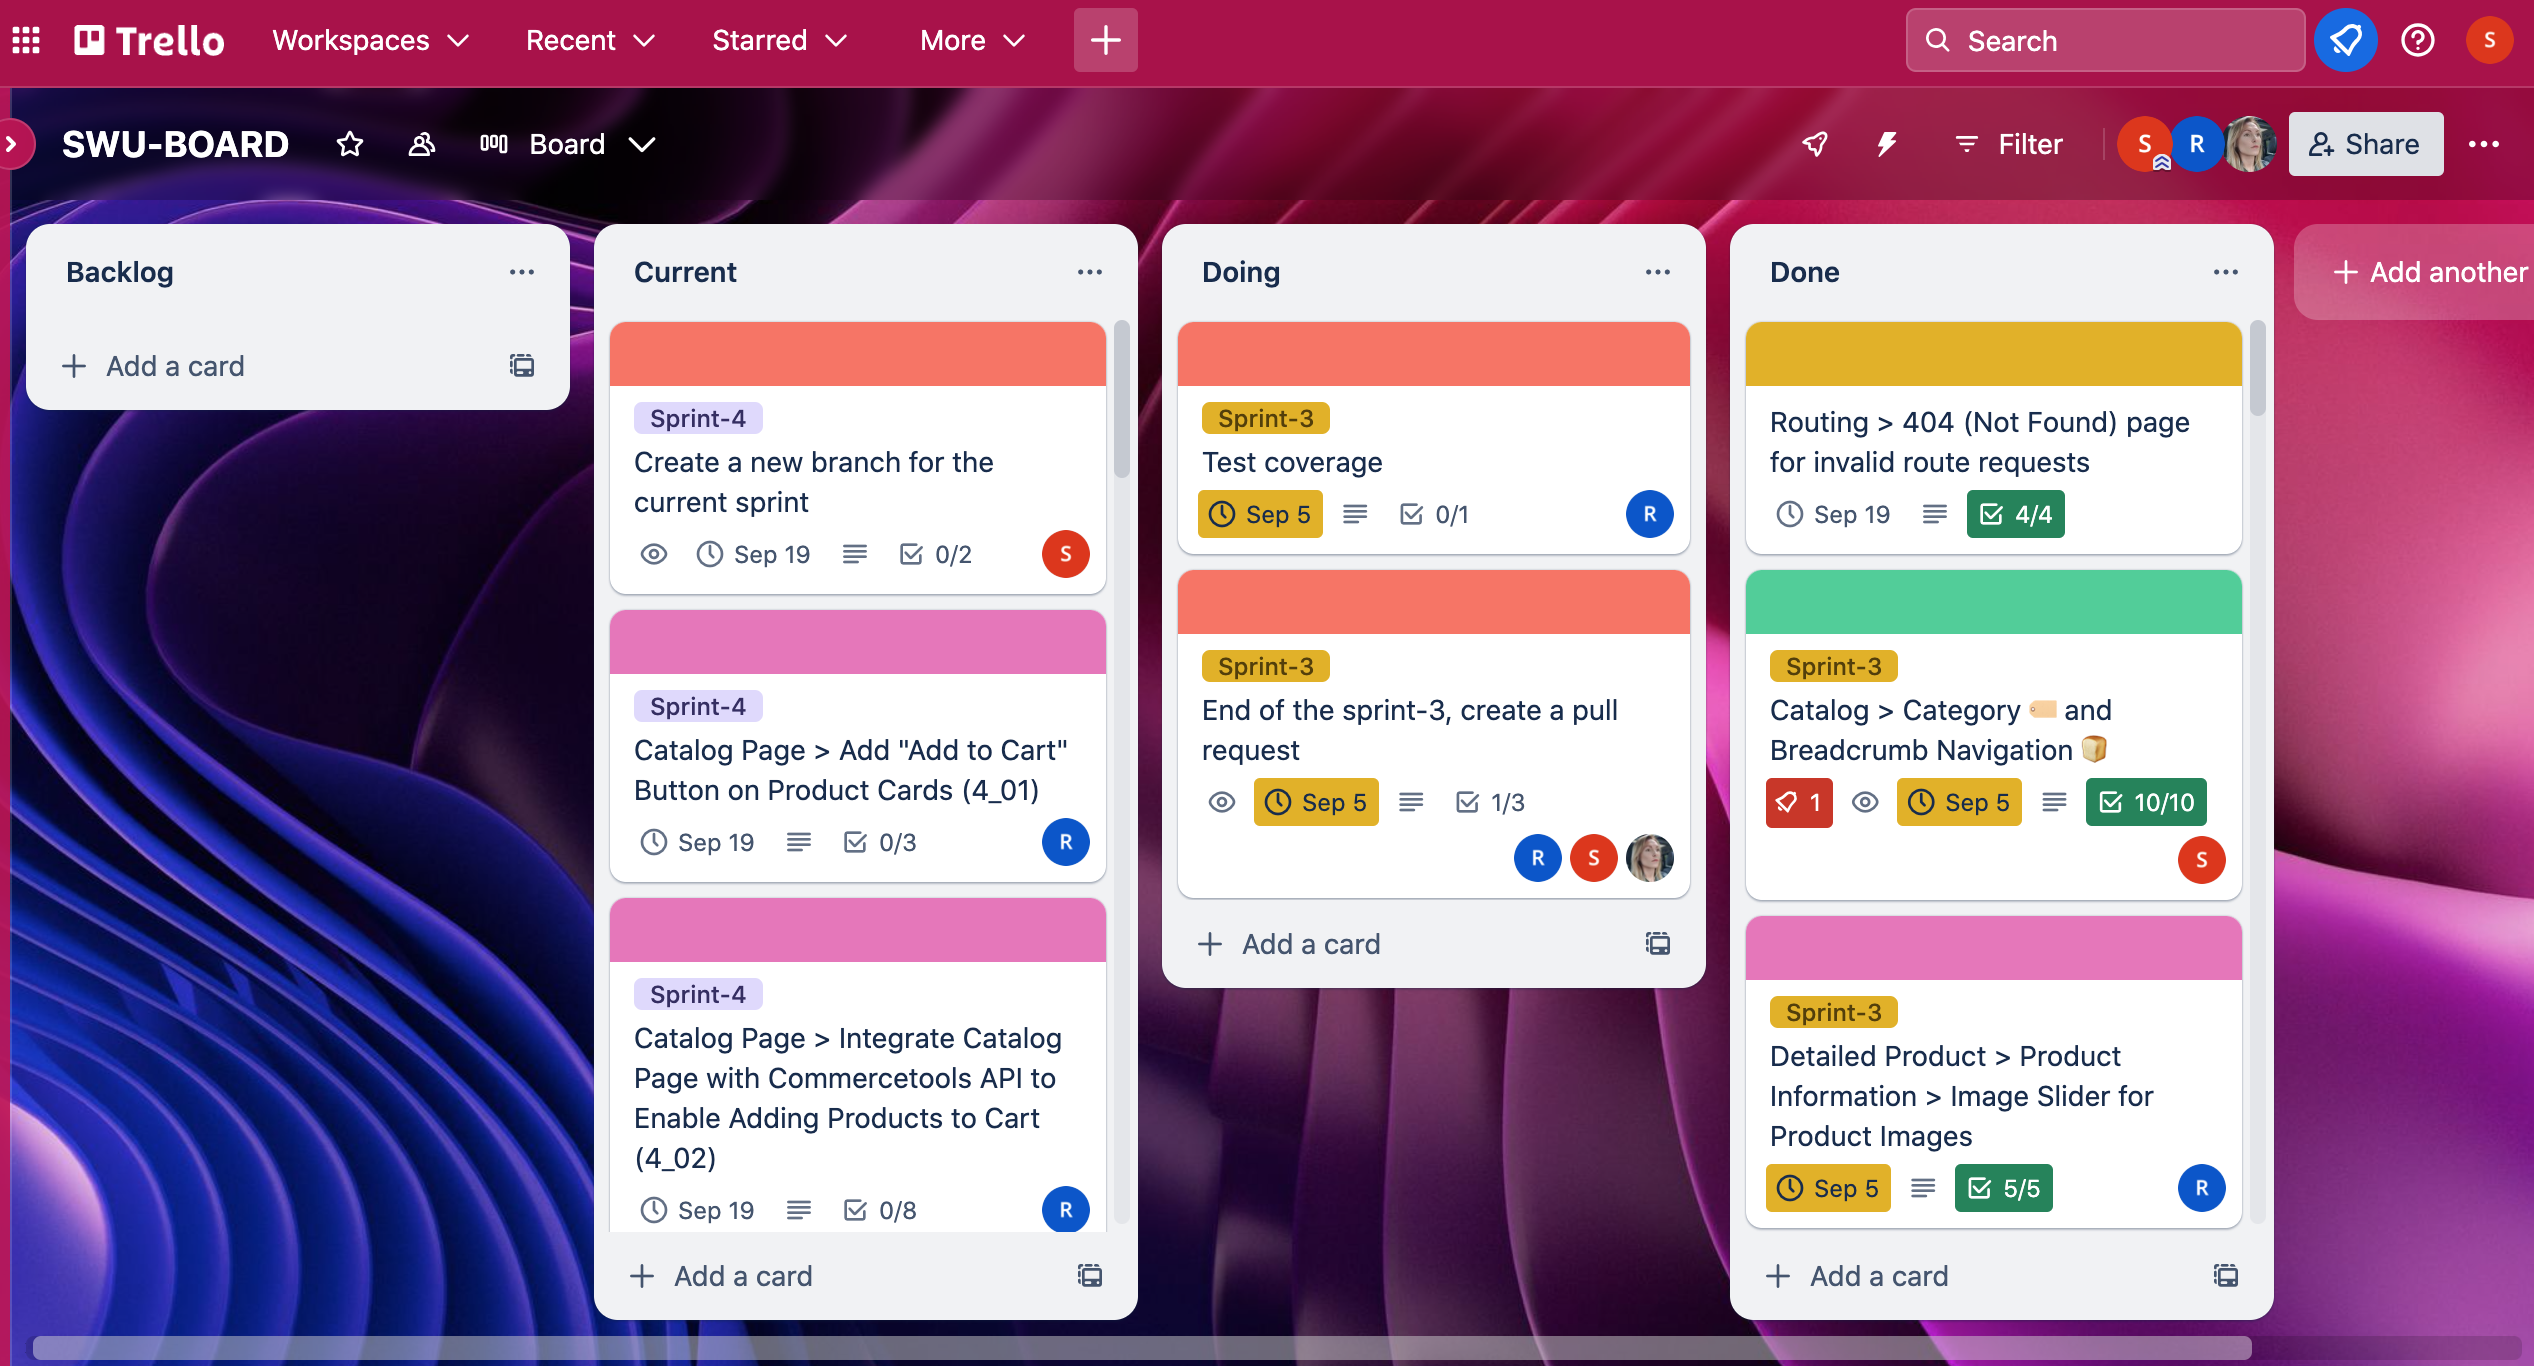 Trello Workspaces Recent Starred More Search S
SWU-BOARD Board Filter S R Share
Backlog
Add a card
Current
Sprint-4
Create a new branch for the
current sprint
Sep 19 0/2 S
Sprint-4
Catalog Page > Add "Add to Cart"
Button on Product Cards (4_01)
Sep 19 0/3 R
Sprint-4
Catalog Page > Integrate Catalog
Page with Commercetools API to
Enable Adding Products to Cart
(4_02)
Sep 19 0/8 R
Add a card
Doing
Sprint-3
Test coverage
Sep 5 0/1 R
Sprint-3
End of the sprint-3, create a pull
request
Sep 5 1/3
R S
Add a card
Done
Routing > 404 (Not Found) page
for invalid route requests
Sep 19 4/4
Sprint-3
Catalog > Category 🏷️ and
Breadcrumb Navigation 🍞
1 Sep 5 10/10
S
Sprint-3
Detailed Product > Product
Information > Image Slider for
Product Images
Sep 5 5/5 R
Add a card
Add another